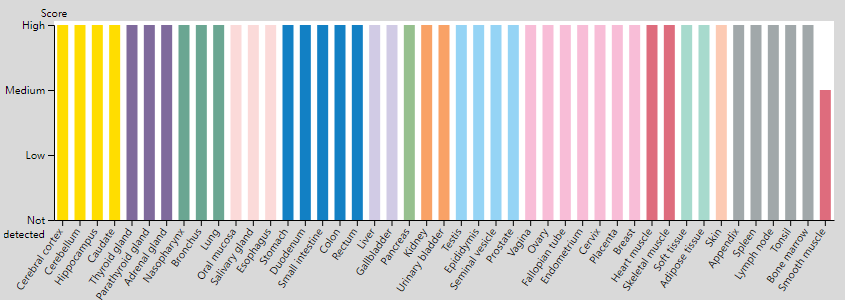 Score
High
Medium
Low
Not
detected
Cerebral cortex
Cerebellum
Hippocampus
Caudate
Thyroid gland
Parathyroid gland
Adrenal gland
Nasopharynx
Bronchus
Lung
Oral mucosa
Salivary gland
Esophagus
Stomach
Duodenum
Small intestine
Colon
Rectum
Liver
Gallbladder
Pancreas
Kidney
Urinary bladder
Testis
Epididymis
Seminal vesicle
Prostate
Vagina
Ovary
Fallopian tube
Endometrium
Cervix
Placenta
Breast
Heart muscle
Skeletal muscle
Soft tissue
Adipose tissue
Skin
Appendix
Spleen
Lymph node
Tonsil
Bone marrow
Smooth muscle